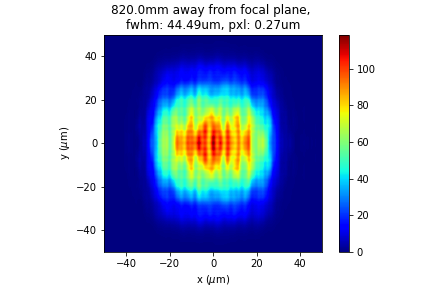 820.0mm away from focal plane,
fwhm: 44.49um, pxl: 0.27um
40
20
0
−20
−40
y (μm)
−40 −20 0 20 40
x (μm)
100
80
60
40
20
0